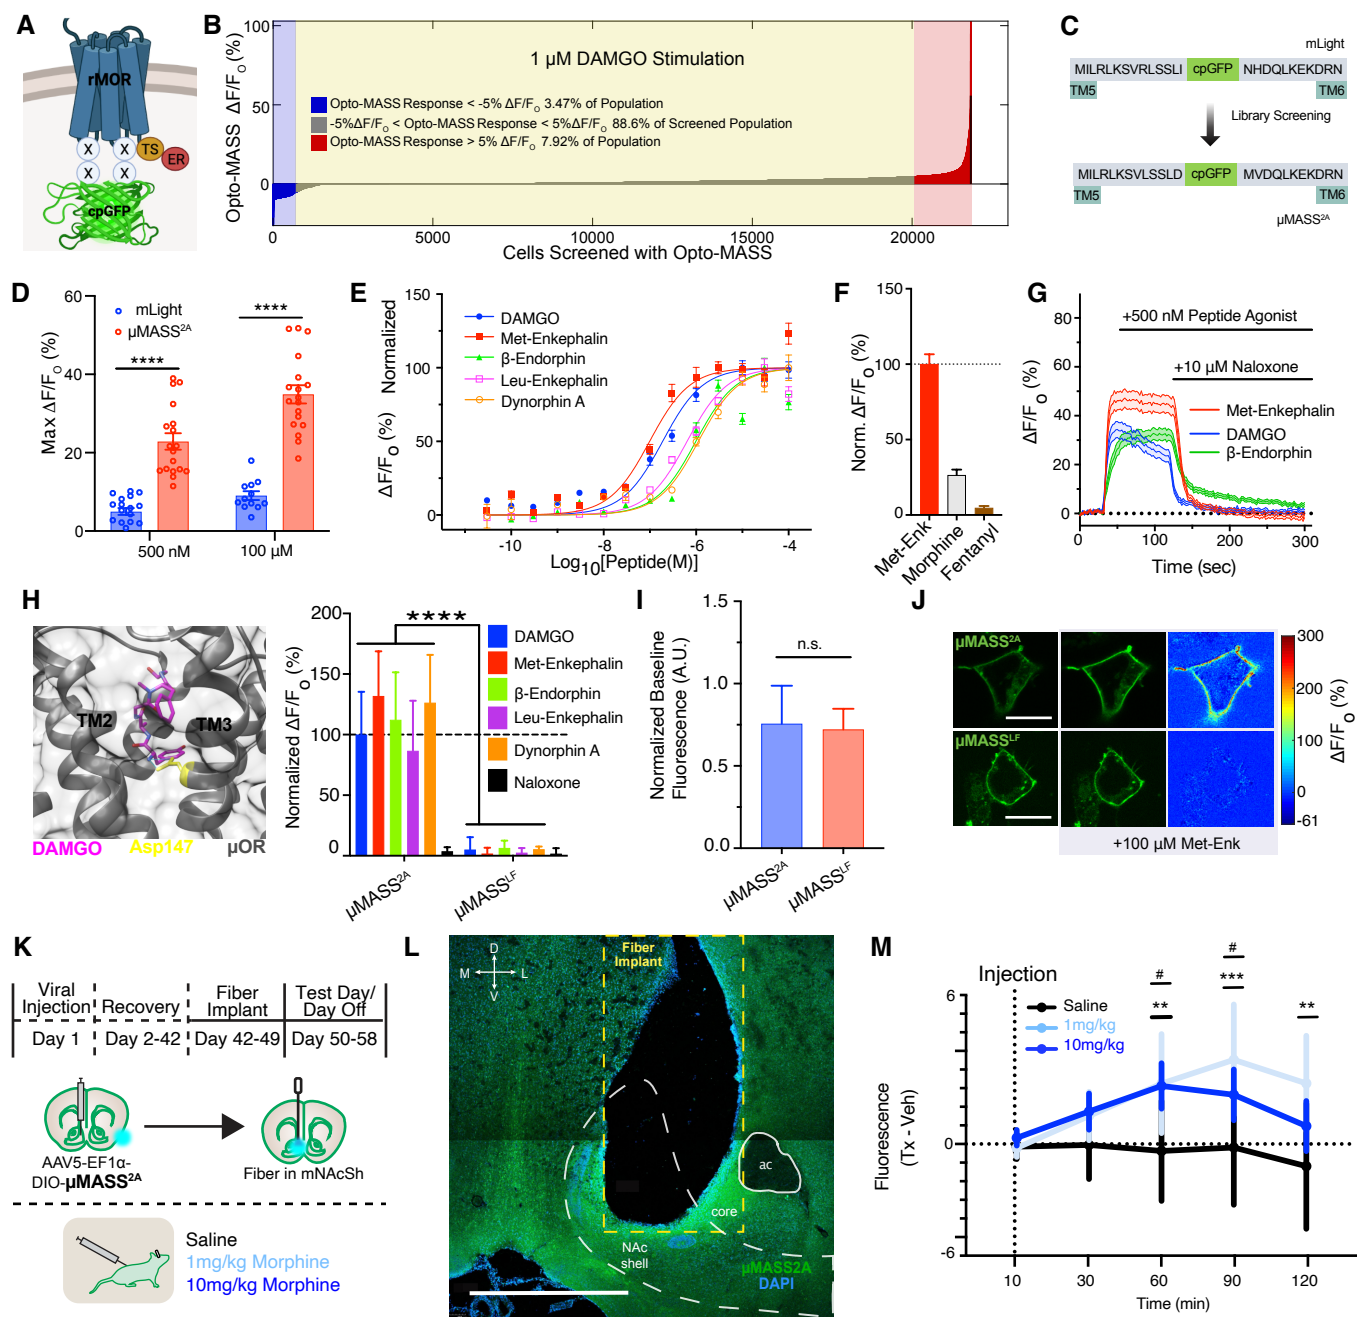 A
rMOR
X
X
TS
ER
X
X
cpGFP
B
Opto-MASS ΔF/F₀ (%)
100
50
0
1 µM DAMGO Stimulation
Opto-MASS Response < -5% ΔF/F₀ 3.47% of Population
-5%ΔF/F₀ < Opto-MASS Response < 5%ΔF/F₀ 88.6% of Screened Population
Opto-MASS Response > 5% ΔF/F₀ 7.92% of Population
0 5000 10000 15000 20000
Cells Screened with Opto-MASS
C
mLight
MILRLKSVRLSSLI cpGFP NHDQLKEKDRN
TM5 TM6
Library Screening
MILRLKSVLSSLD cpGFP MVDQLKEKDRN
TM5 TM6
µMASS²ᴬ
D
mLight
µMASS²ᴬ
Max ΔF/F₀ (%)
60
40
20
0
****
****
500 nM 100 µM
E
ΔF/F₀ (%) Normalized
150
100
50
0
DAMGO
Met-Enkephalin
β-Endorphin
Leu-Enkephalin
Dynorphin A
-10 -8 -6 -4
Log₁₀[Peptide(M)]
F
Norm. ΔF/F₀(%)
150
100
50
0
Met-Enk
Morphine
Fentanyl
G
ΔF/F₀ (%)
80
60
40
20
0
+500 nM Peptide Agonist
+10 µM Naloxone
Met-Enkephalin
DAMGO
β-Endorphin
0 100 200 300
Time (sec)
H
TM2 TM3
DAMGO Asp147 µOR
Normalized ΔF/F₀ (%)
200
150
100
50
0
****
DAMGO
Met-Enkephalin
β-Endorphin
Leu-Enkephalin
Dynorphin A
Naloxone
µMASS²ᴬ
µMASSᴸᶠ
I
Normalized Baseline
Fluorescence (A.U.)
1.5
1.0
0.5
0.0
n.s.
µMASS²ᴬ
µMASSᴸᶠ
J
µMASS²ᴬ
µMASSᴸᶠ
+100 µM Met-Enk
300
200
100
0
-61
ΔF/F₀ (%)
K
Viral Injection
Recovery
Fiber Implant
Test Day/ Day Off
Day 1 Day 2-42 Day 42-49 Day 50-58
AAV5-EF1α-
DIO-µMASS²ᴬ
Fiber in mNAcSh
Saline
1mg/kg Morphine
10mg/kg Morphine
L
D
M L
V
Fiber
Implant
ac
core
NAc
shell
µMASS2A
DAPI
M
Injection
Saline
1mg/kg
10mg/kg
#
**
#
***
**
Fluorescence
(Tx - Veh)
6
0
-6
10 30 60 90 120
Time (min)